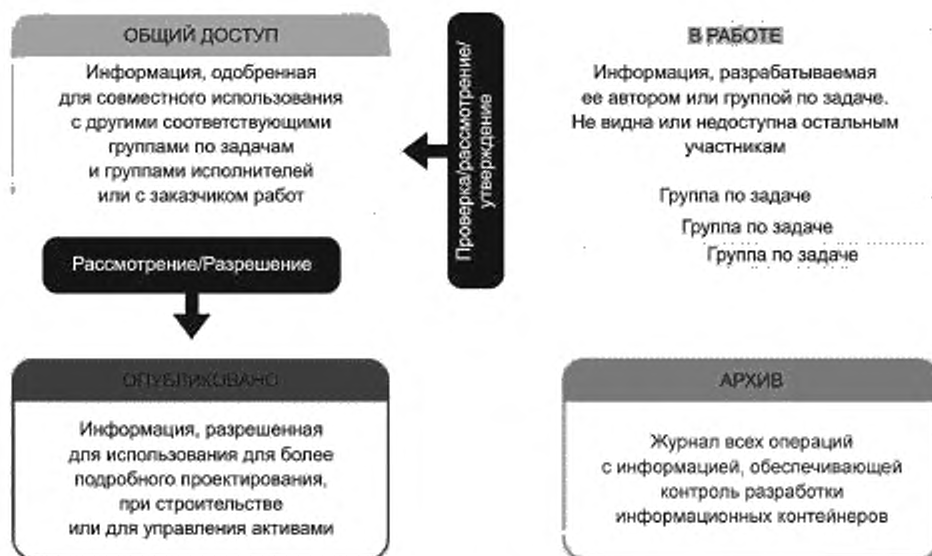 ОБЩИЙ ДОСТУП
Информация, одобренная
для совместного использования
с другими соответствующими
группами по задачам
и группами исполнителей
или с заказчиком работ
Проверка/рассмотрение/
утверждение
В РАБОТЕ
Информация, разрабатываемая
ее автором или группой по задаче.
Не видна или недоступна остальным
участникам
Группа по задаче
Группа по задаче
Группа по задаче
Рассмотрение/Разрешение
ОПУБЛИКОВАНО
Информация, разрешенная
для использования для более
подробного проектирования,
при строительстве
или для управления активами
АРХИВ
Журнал всех операций
с информацией, обеспечивающей
контроль разработки
информационных контейнеров